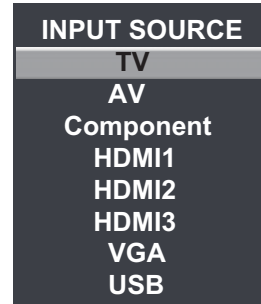 INPUT SOURCE
TV
AV
Component
HDMI1
HDMI2
HDMI3
VGA
USB